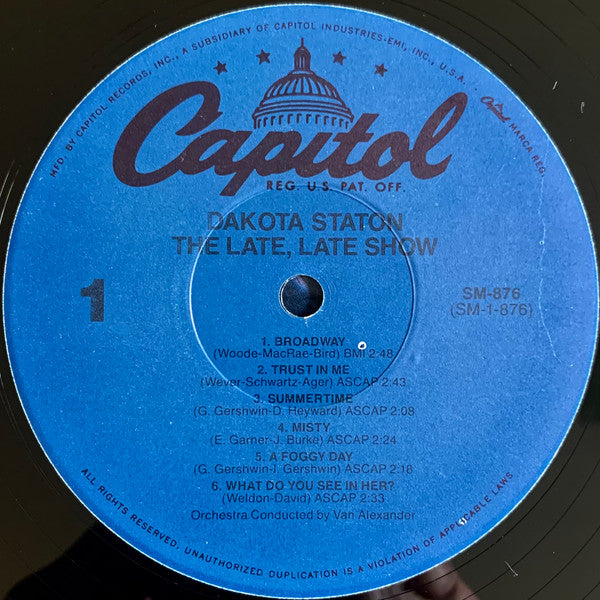 MFD. BY CAPITOL RECORDS, INC., A SUBSIDIARY OF CAPITOL INDUSTRIES-EMI, INC., U.S.A. · Capitol MARCA REG.
Capitol
REG. U.S. PAT. OFF.
DAKOTA STATON
THE LATE, LATE SHOW
1
SM-876
(SM-1-876)
1. BROADWAY
(Woode-MacRae-Bird) BMI 2:48
2. TRUST IN ME
(Wever-Schwartz-Ager) ASCAP 2:43
3. SUMMERTIME
(G. Gershwin-D. Heyward) ASCAP 2:08
4. MISTY
(E. Garner-J. Burke) ASCAP 2:24
5. A FOGGY DAY
(G. Gershwin-I. Gershwin) ASCAP 2:18
6. WHAT DO YOU SEE IN HER?
(Weldon-David) ASCAP 2:33
Orchestra Conducted by Van Alexander
ALL RIGHTS RESERVED. UNAUTHORIZED DUPLICATION IS A VIOLATION OF APPLICABLE LAWS